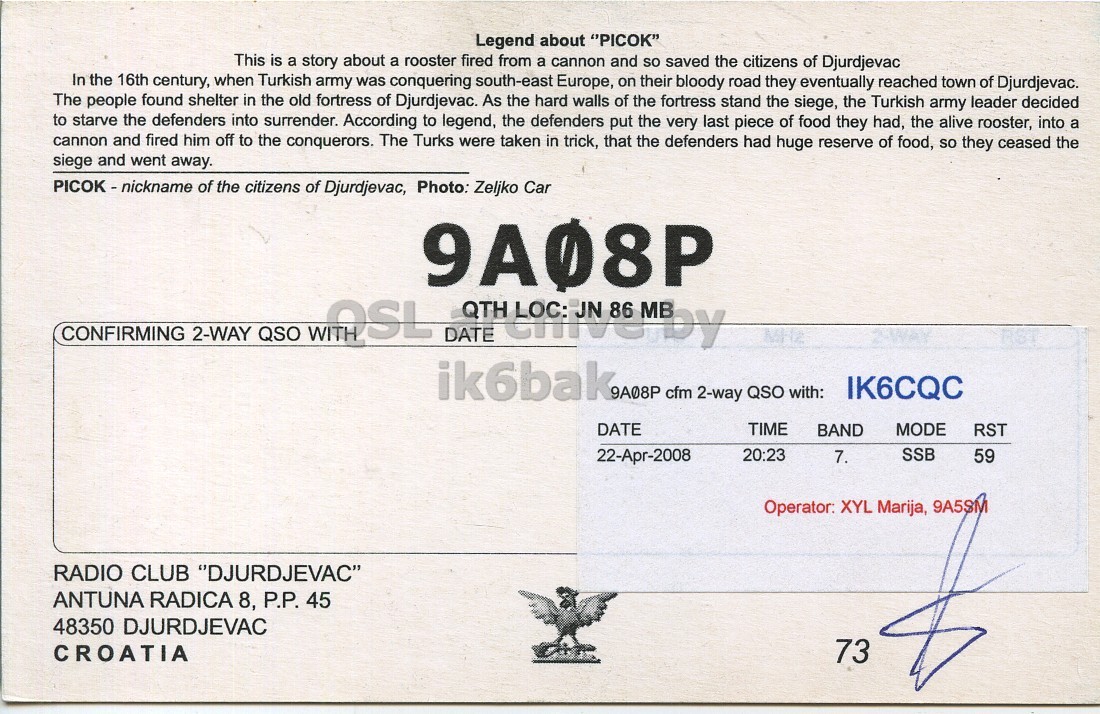 Legend about “PICOK”
This is a story about a rooster fired from a cannon and so saved the citizens of Djurdjevac
In the 16th century, when Turkish army was conquering south-east Europe, on their bloody road they eventually reached town of Djurdjevac.
The people found shelter in the old fortress of Djurdjevac. As the hard walls of the fortress stand the siege, the Turkish army leader decided
to starve the defenders into surrender. According to legend, the defenders put the very last piece of food they had, the alive rooster, into a
cannon and fired him off to the conquerors. The Turks were taken in trick, that the defenders had huge reserve of food, so they ceased the
siege and went away.
PICOK - nickname of the citizens of Djurdjevac, Photo: Zeljko Car
9AØ8P
QTH LOC: JN 86 MB
QSL archive by
ik6bak
CONFIRMING 2-WAY QSO WITH DATE UTC MHz 2-WAY RST
9AØ8P cfm 2-way QSO with: IK6CQC
DATE TIME BAND MODE RST
22-Apr-2008 20:23 7. SSB 59
Operator: XYL Marija, 9A5SM
RADIO CLUB “DJURDJEVAC”
ANTUNA RADICA 8, P.P. 45
48350 DJURDJEVAC
CROATIA
73